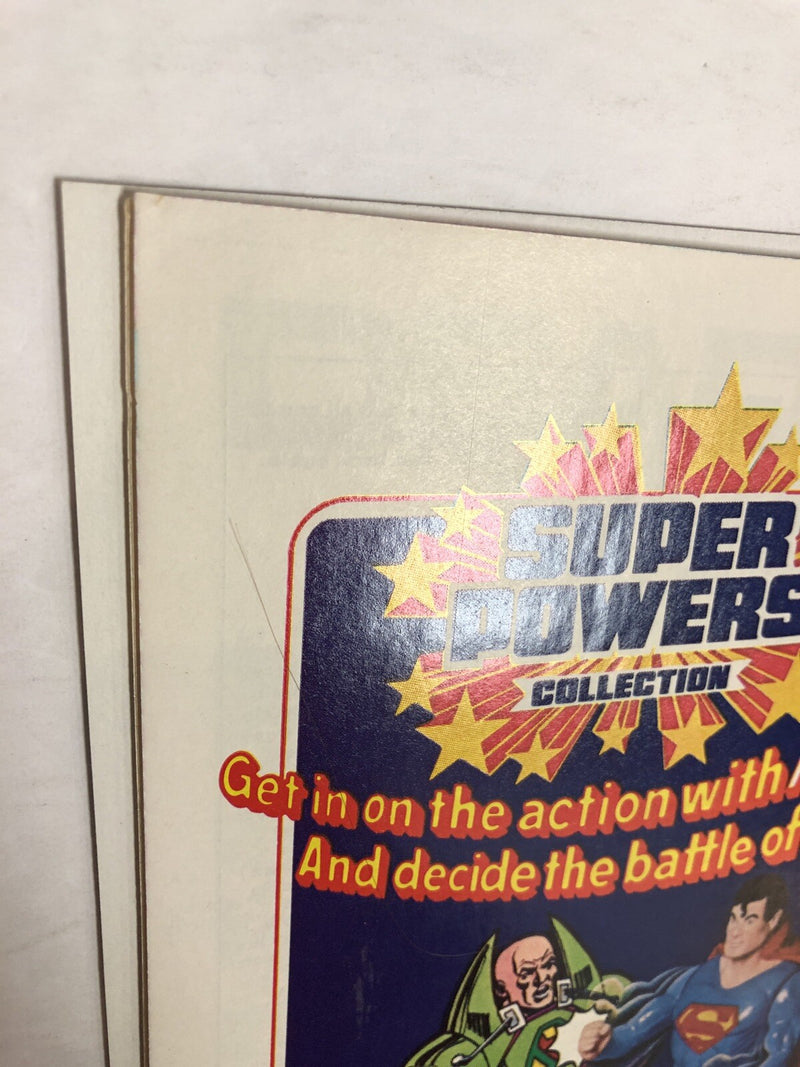 SUPER
POWERS
COLLECTION
Get in on the action with
And decide the battle of